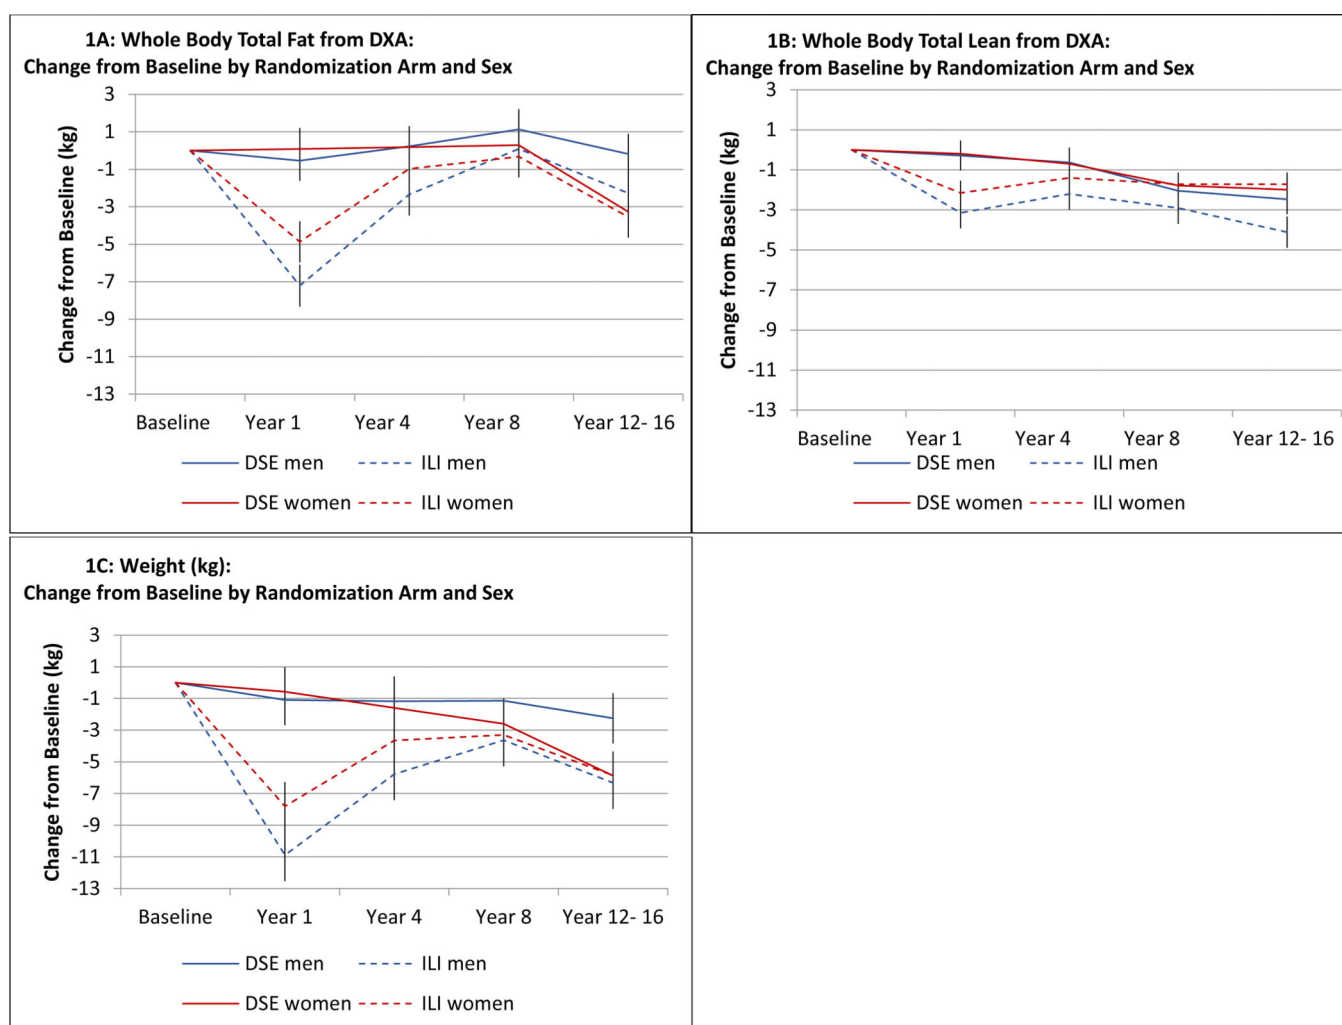 1A: Whole Body Total Fat from DXA:
Change from Baseline by Randomization Arm and Sex
Change from Baseline (kg)
3
1
-1
-3
-5
-7
-9
-11
-13
Baseline Year 1 Year 4 Year 8 Year 12- 16
DSE men ILI men
DSE women ILI women
1B: Whole Body Total Lean from DXA:
Change from Baseline by Randomization Arm and Sex
Change from Baseline (kg)
3
1
-1
-3
-5
-7
-9
-11
-13
Baseline Year 1 Year 4 Year 8 Year 12- 16
DSE men ILI men
DSE women ILI women
1C: Weight (kg):
Change from Baseline by Randomization Arm and Sex
Change from Baseline (kg)
3
1
-1
-3
-5
-7
-9
-11
-13
Baseline Year 1 Year 4 Year 8 Year 12- 16
DSE men ILI men
DSE women ILI women